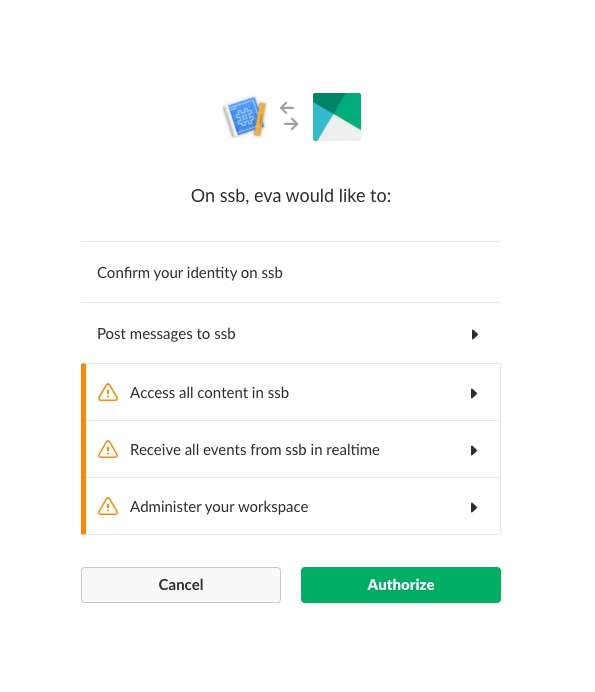 On ssb, eva would like to:
Confirm your identity on ssb
Post messages to ssb
Access all content in ssb
Receive all events from ssb in realtime
Administer your workspace
Cancel
Authorize